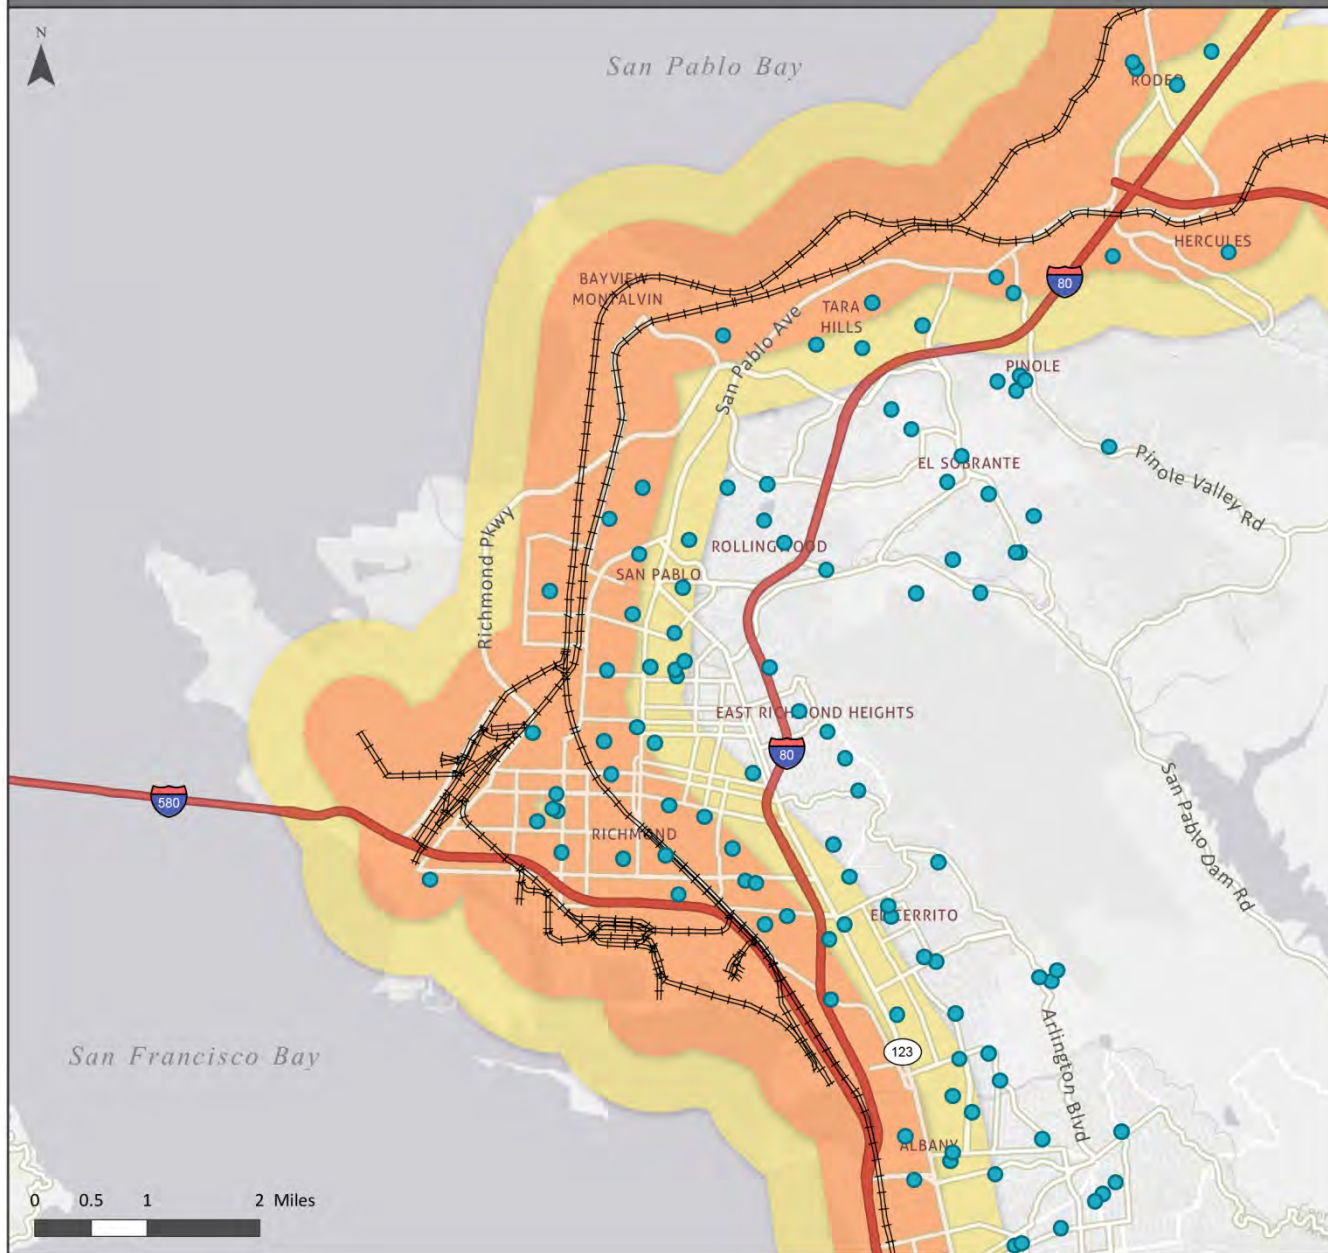 N
San Pablo Bay
RODEO
HERCULES
80
BAYVIEW
MONTALVIN
TARA
HILLS
San Pablo Ave
PINOLE
EL SOBRANTE
Pinole Valley Rd
Richmond Pkwy
ROLLINGWOOD
SAN PABLO
EAST RICHMOND HEIGHTS
80
580
San Pablo Dam Rd
RICHMOND
EL CERRITO
San Francisco Bay
123
Arlington Blvd
ALBANY
0 0.5 1 2 Miles